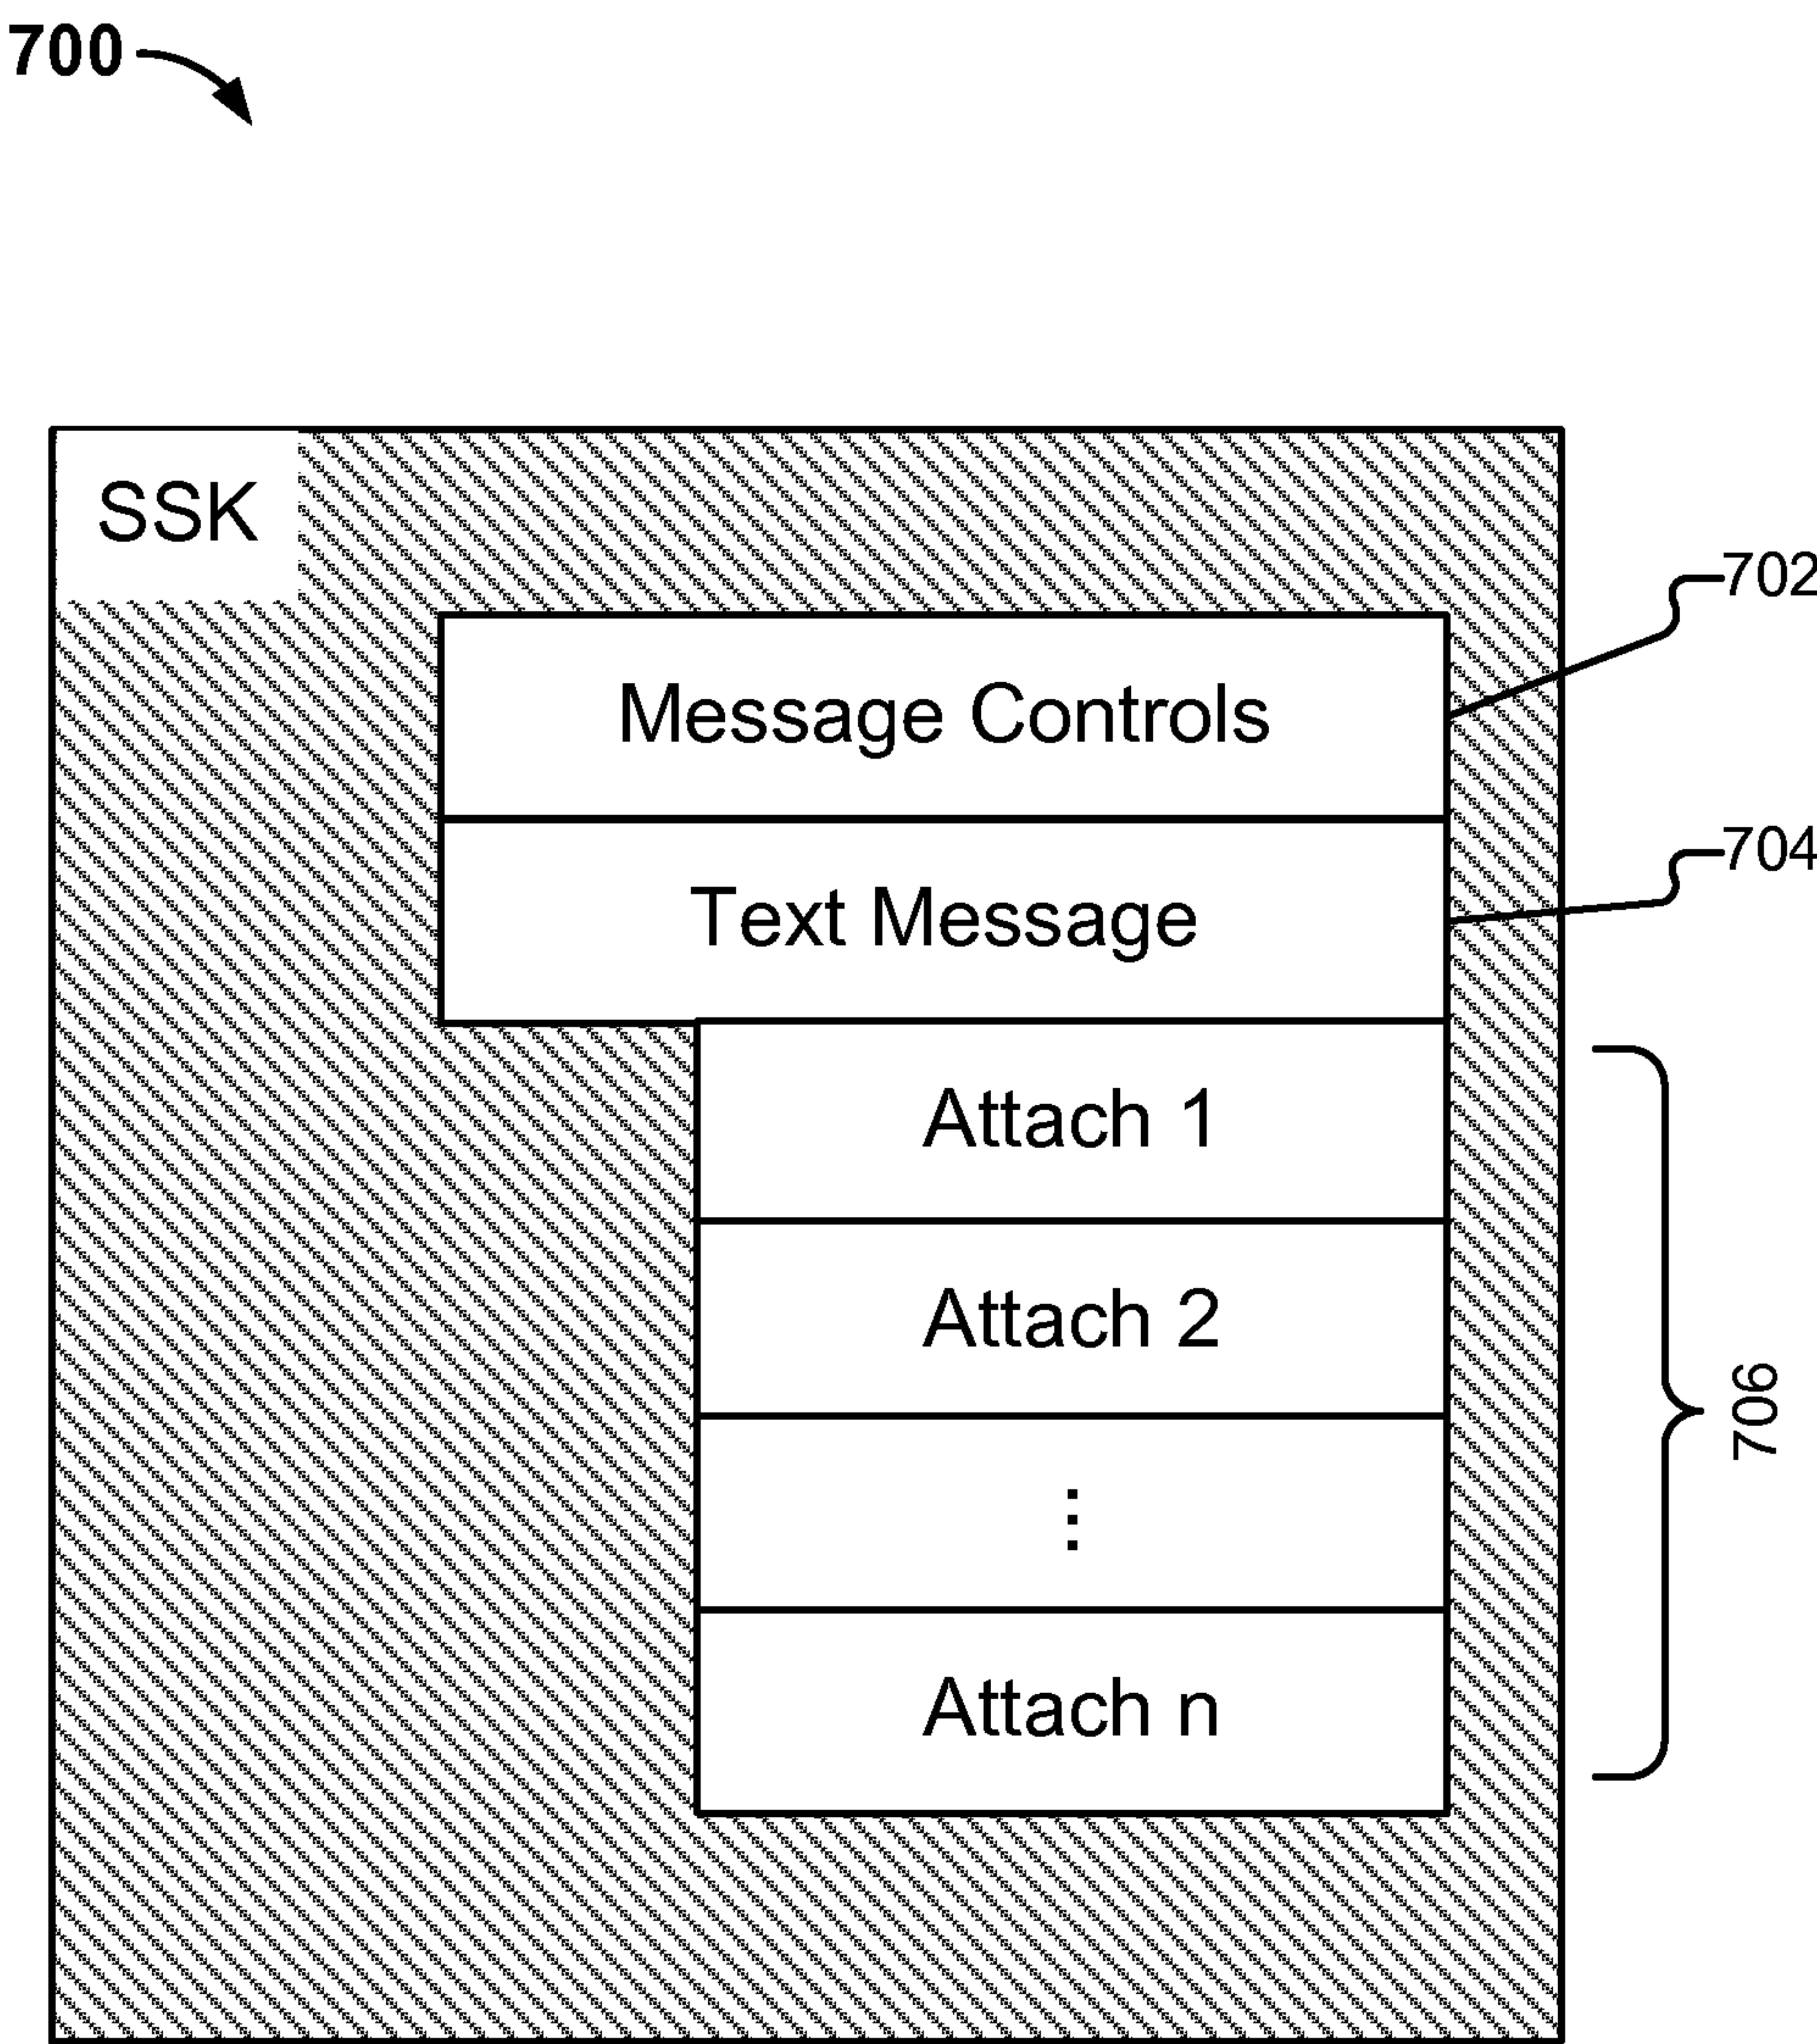 700
SSK
702
Message Controls
704
Text Message
Attach 1
Attach 2
706
⋮
Attach n